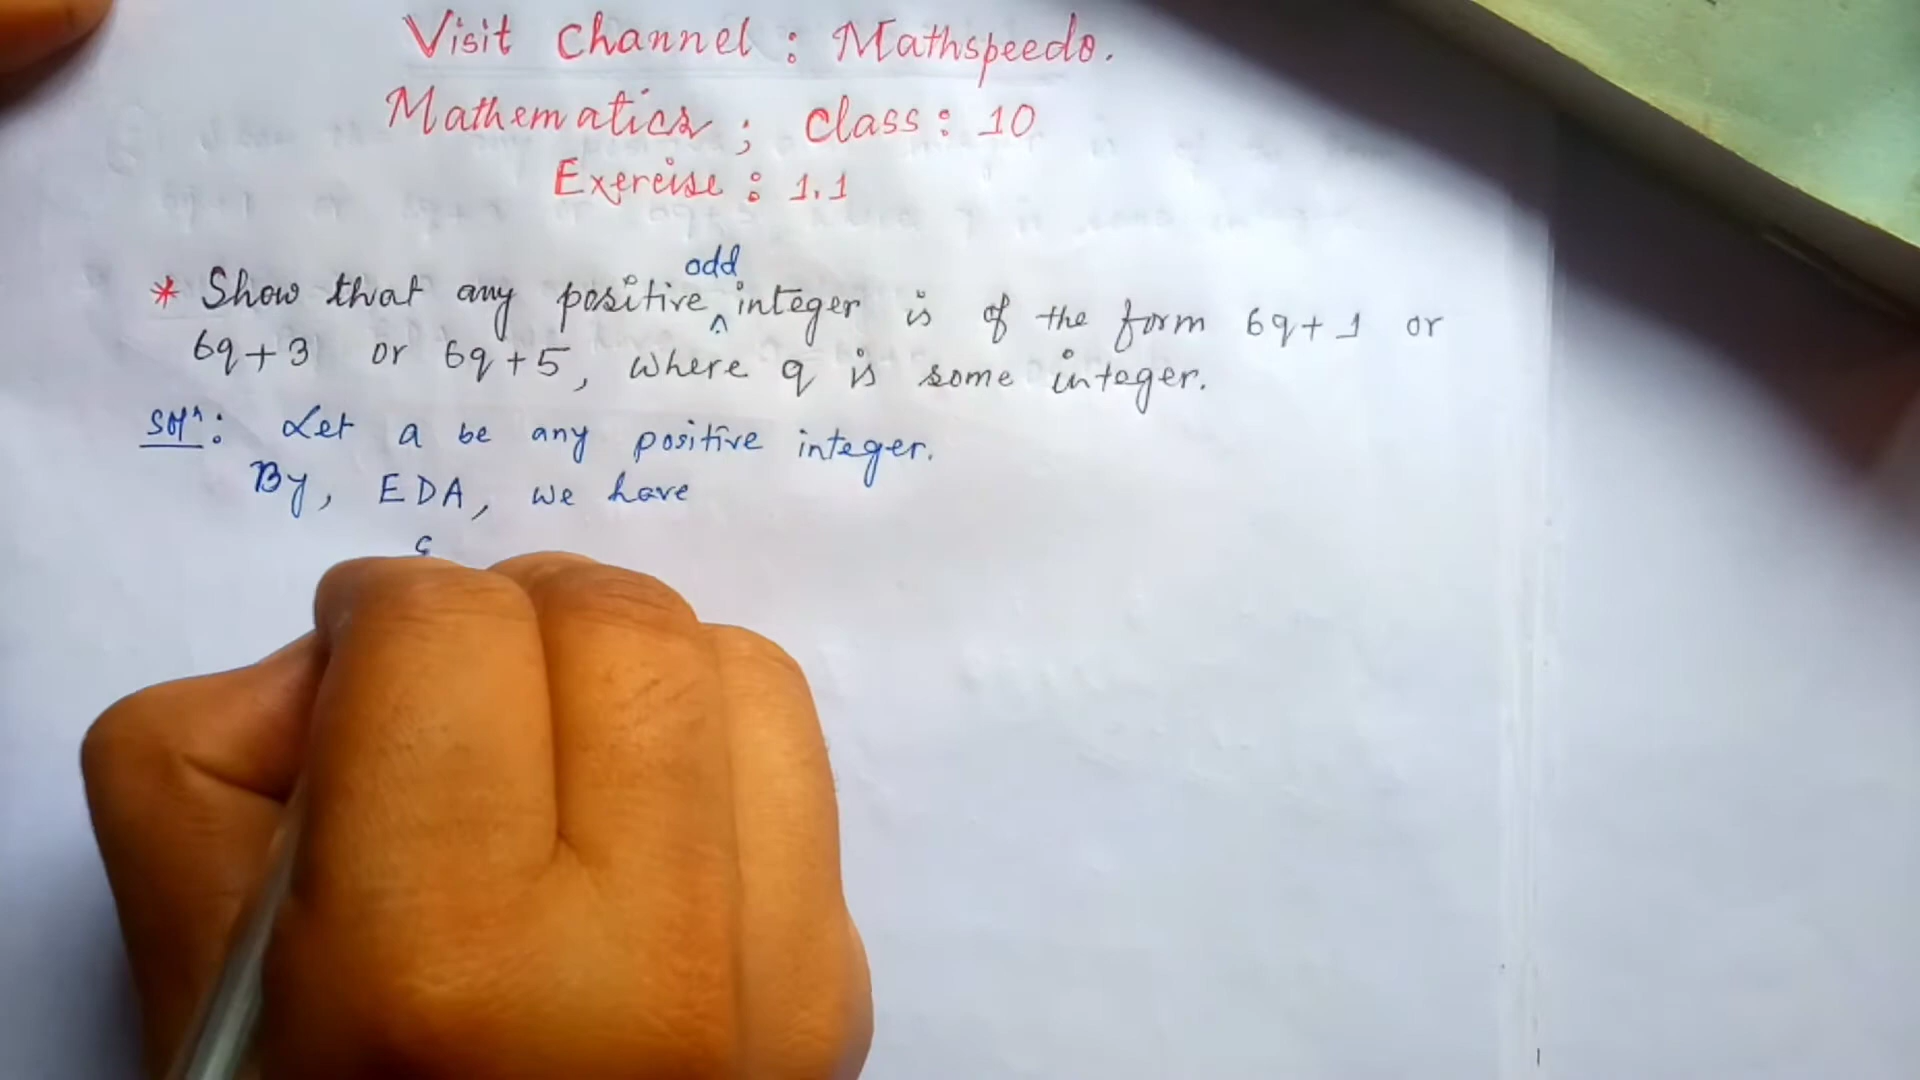 Visit Channel : Mathspeedo.
Mathematics ; Class : 10
Exercise : 1.1
* Show that any positive odd integer is of the form 6q+1 or
6q+3 or 6q+5, where q is some integer.
Solⁿ: Let a be any positive integer.
By, EDA, we have